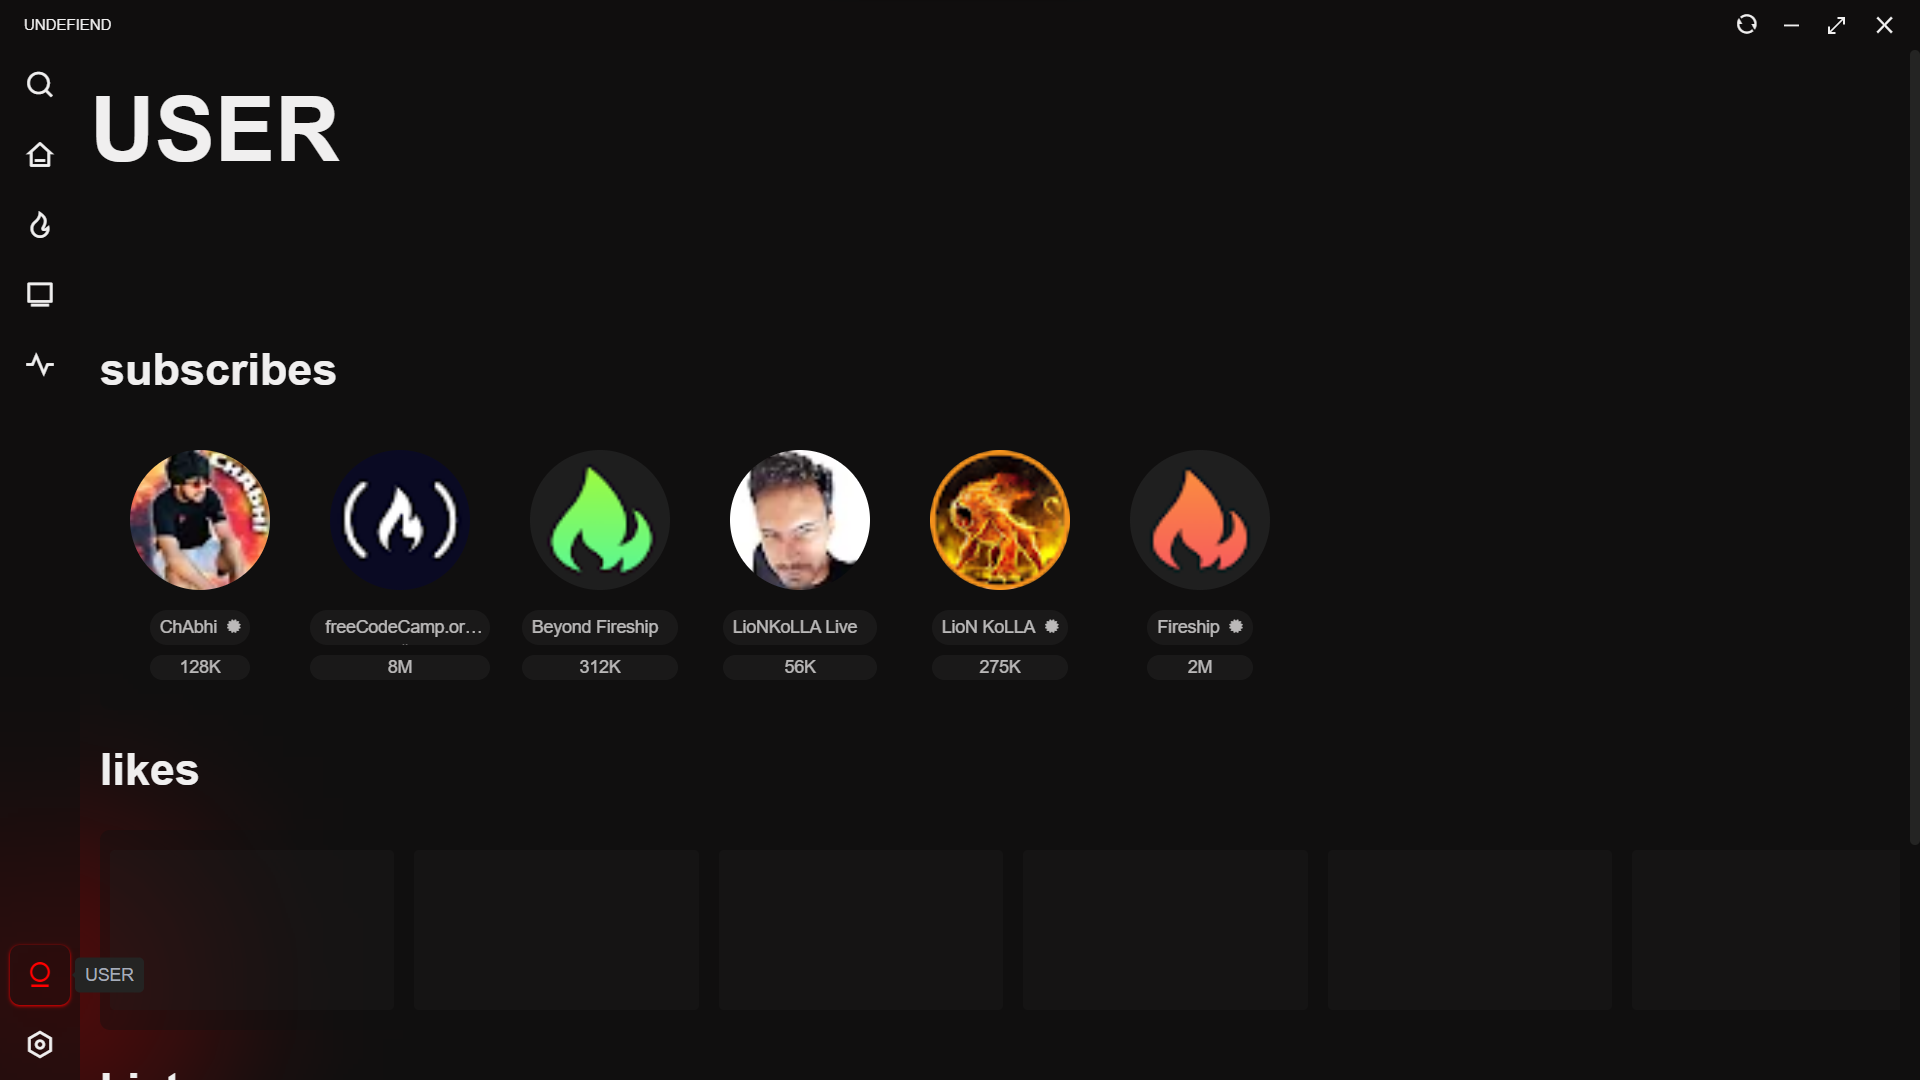 UNDEFIEND
USER
subscribes
CHABHI
ChAbhi
freeCodeCamp.or...
Beyond Fireship
LioNKoLLA Live
LioN KoLLA
Fireship
128K
8M
312K
56K
275K
2M
likes
USER